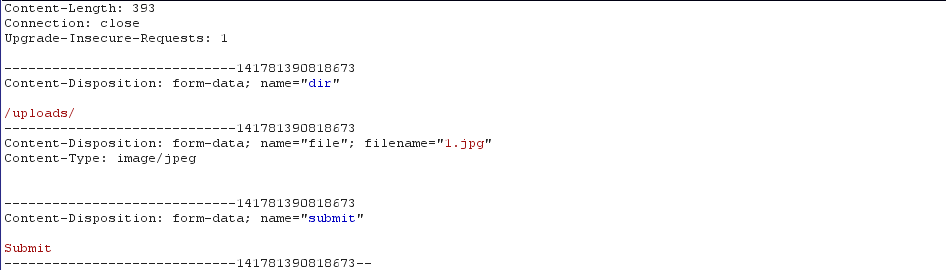 Content-Length: 393
Connection: close
Upgrade-Insecure-Requests: 1
-----------------------------141781390818673
Content-Disposition: form-data; name="dir"
/uploads/
-----------------------------141781390818673
Content-Disposition: form-data; name="file"; filename="1.jpg"
Content-Type: image/jpeg
-----------------------------141781390818673
Content-Disposition: form-data; name="submit"
Submit
-----------------------------141781390818673--